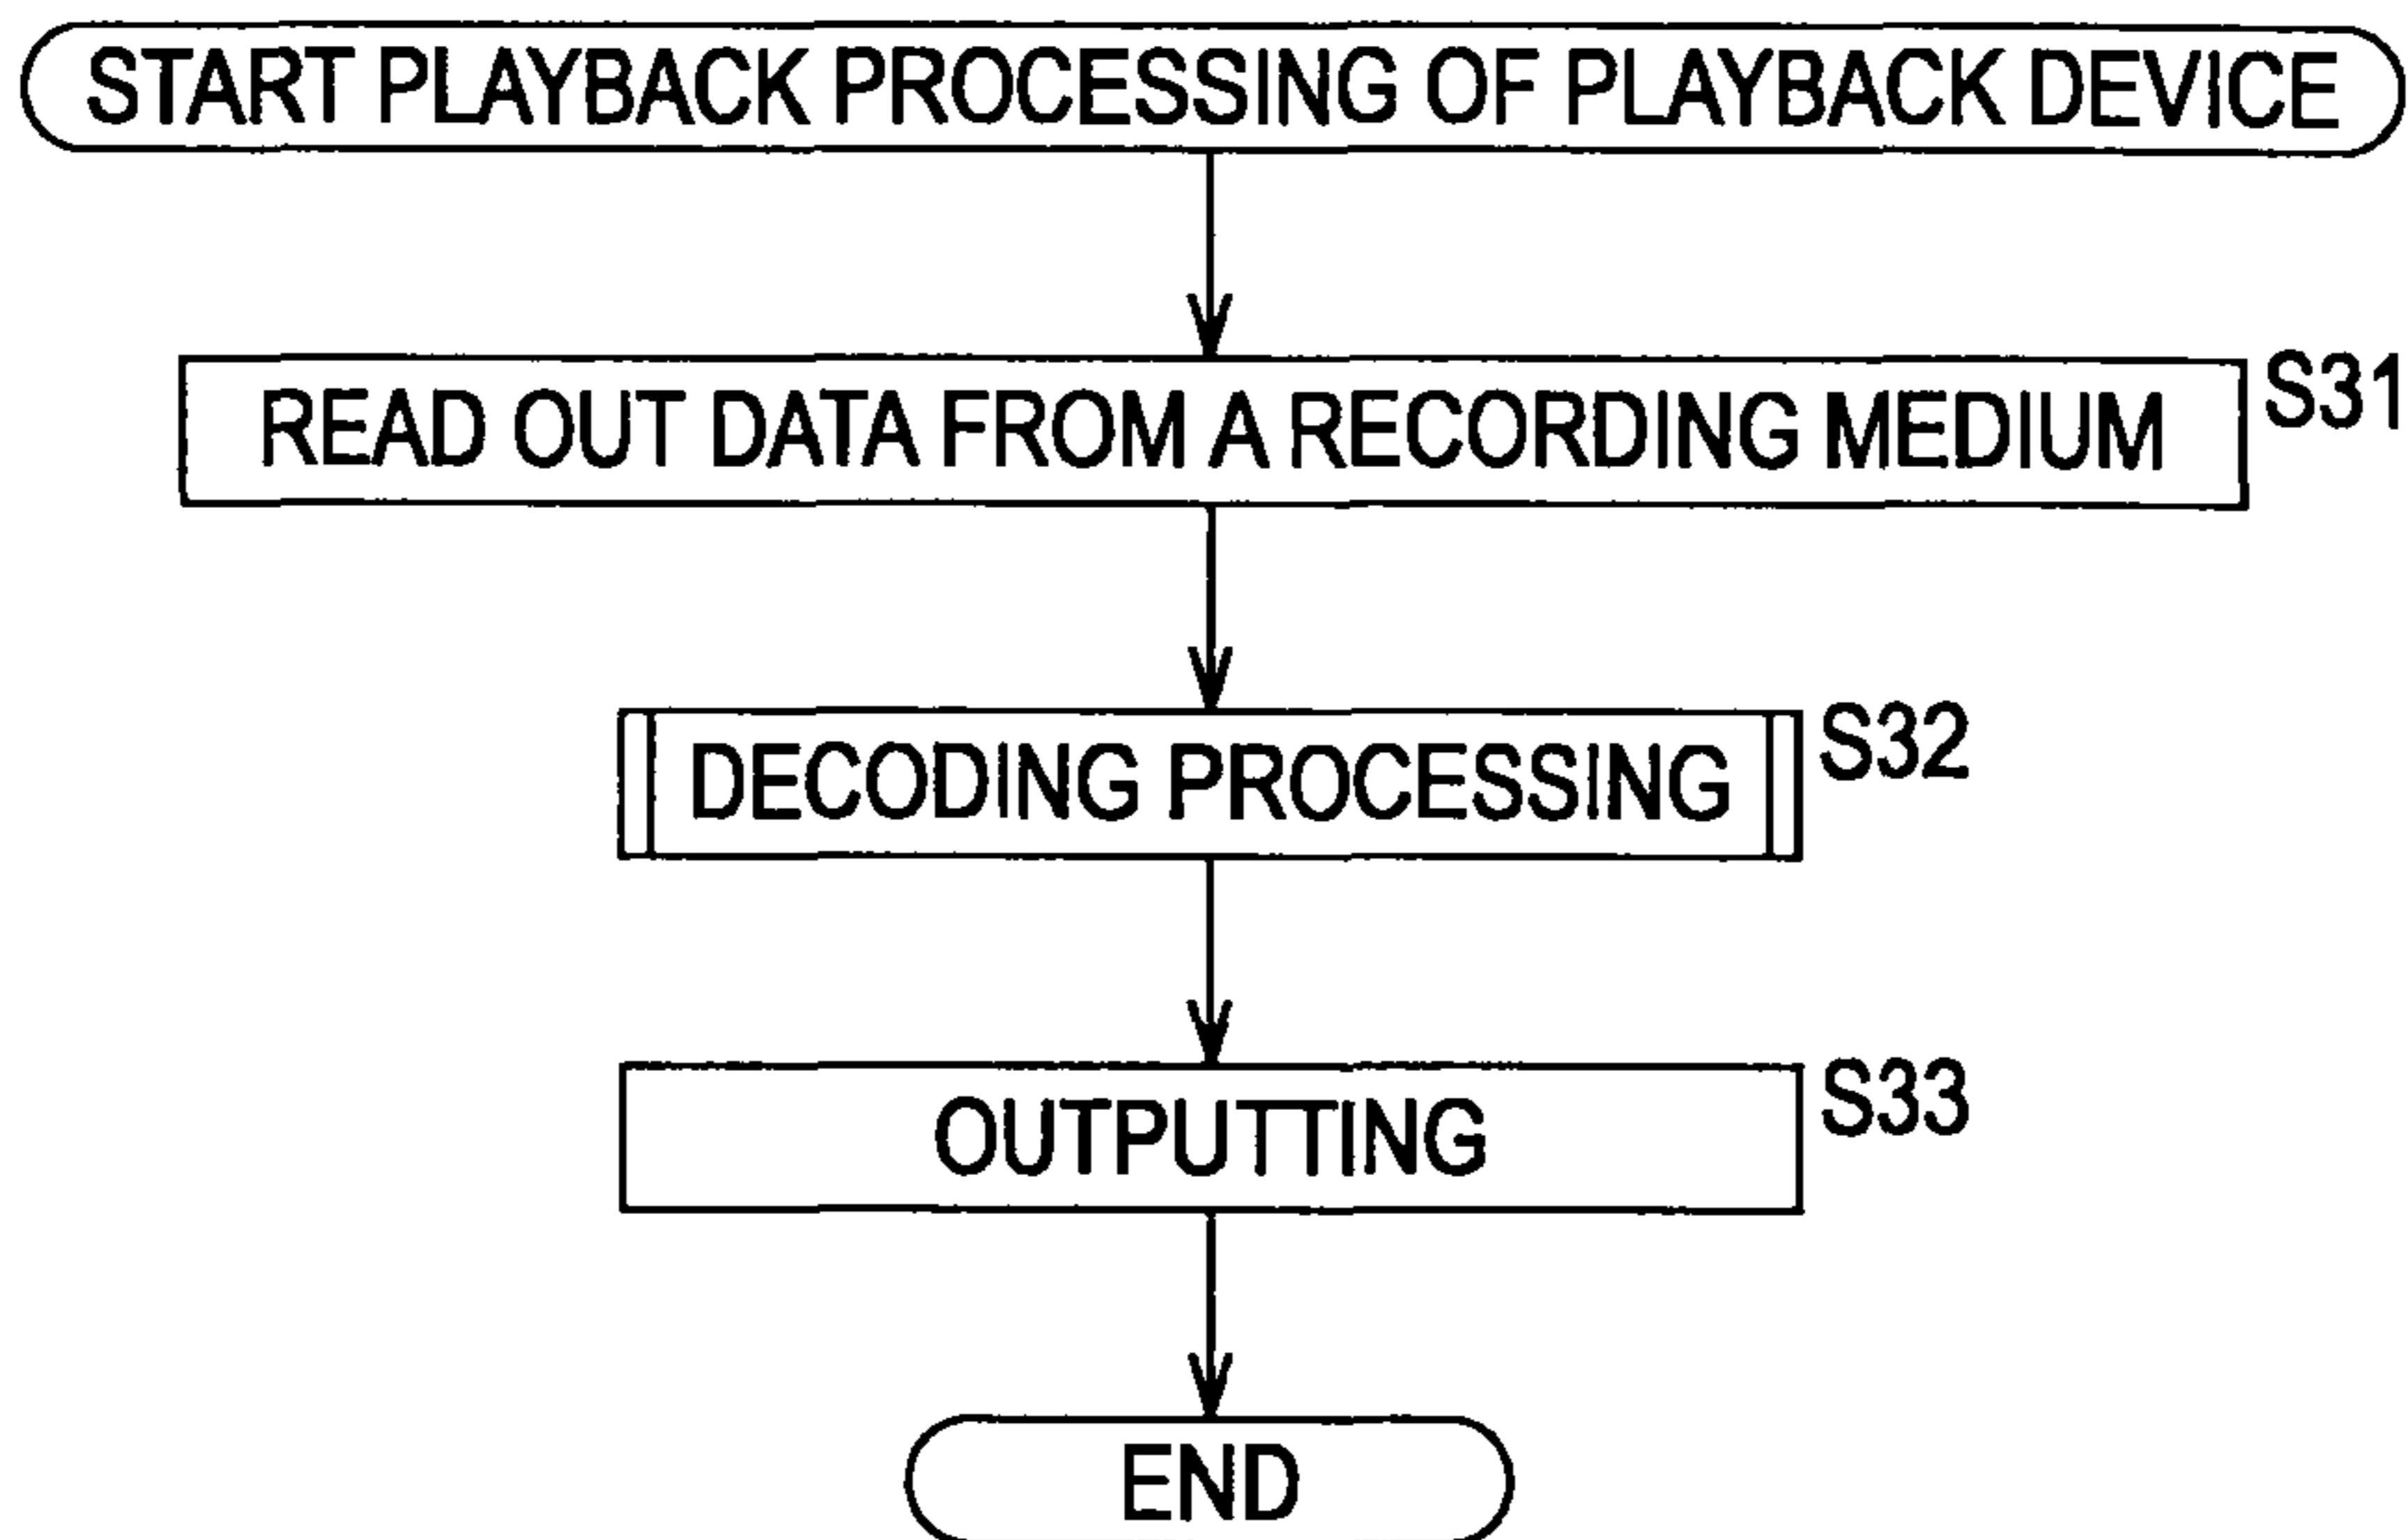 START PLAYBACK PROCESSING OF PLAYBACK DEVICE
READ OUT DATA FROM A RECORDING MEDIUM
S31
DECODING PROCESSING
S32
OUTPUTTING
S33
END